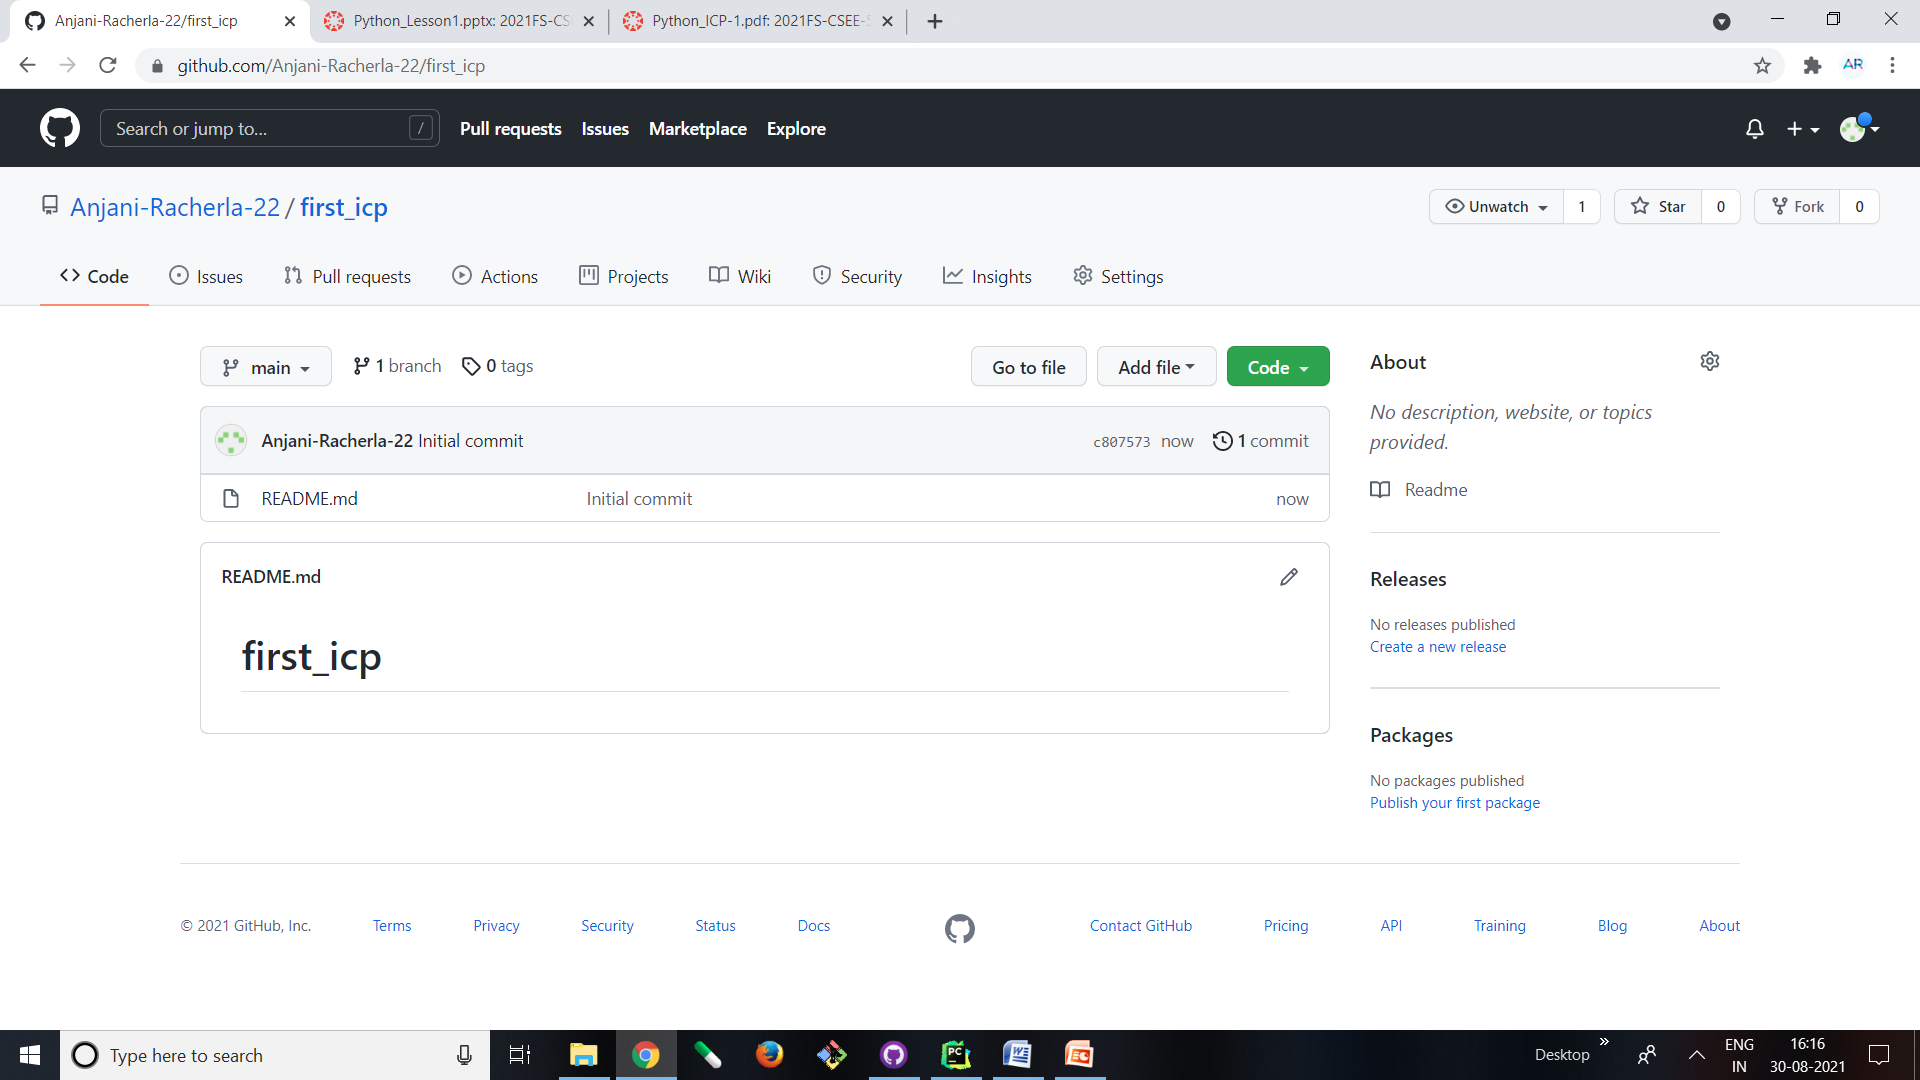 Anjani-Racherla-22/first_icp
Python_Lesson1.pptx: 2021FS-CS
Python_ICP-1.pdf: 2021FS-CSEE-5
github.com/Anjani-Racherla-22/first_icp
AR
Search or jump to... /
Pull requests Issues Marketplace Explore
Anjani-Racherla-22 / first_icp
Unwatch 1 Star 0 Fork 0
Code Issues Pull requests Actions Projects Wiki Security Insights Settings
main 1 branch 0 tags
Go to file Add file Code
Anjani-Racherla-22 Initial commit c807573 now 1 commit
README.md Initial commit now
README.md
first_icp
About
No description, website, or topics
provided.
Readme
Releases
No releases published
Create a new release
Packages
No packages published
Publish your first package
© 2021 GitHub, Inc. Terms Privacy Security Status Docs Contact GitHub Pricing API Training Blog About
Type here to search
PC
Desktop »
ENG
IN
16:16
30-08-2021